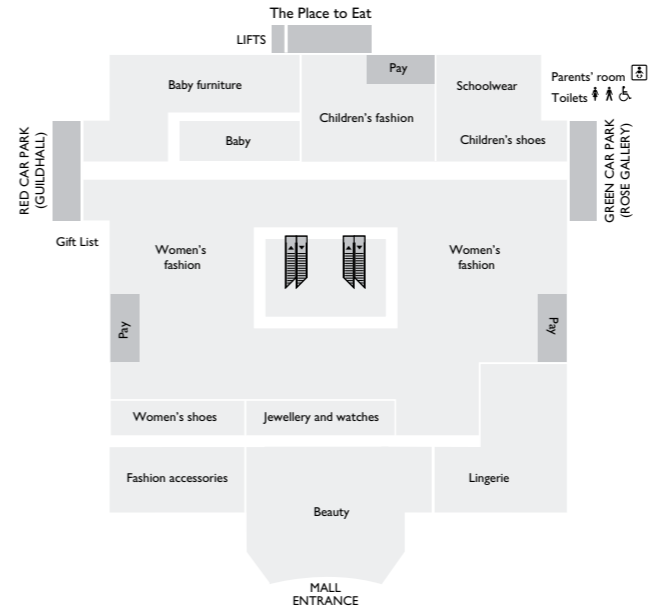 The Place to Eat
LIFTS
Pay
Baby furniture
Schoolwear
Parents' room
Toilets
Children's fashion
Baby
Children's shoes
RED CAR PARK
(GUILDHALL)
GREEN CAR PARK
(ROSE GALLERY)
Gift List
Women's
fashion
Women's
fashion
Pay
Pay
Women's shoes
Jewellery and watches
Fashion accessories
Lingerie
Beauty
MALL
ENTRANCE